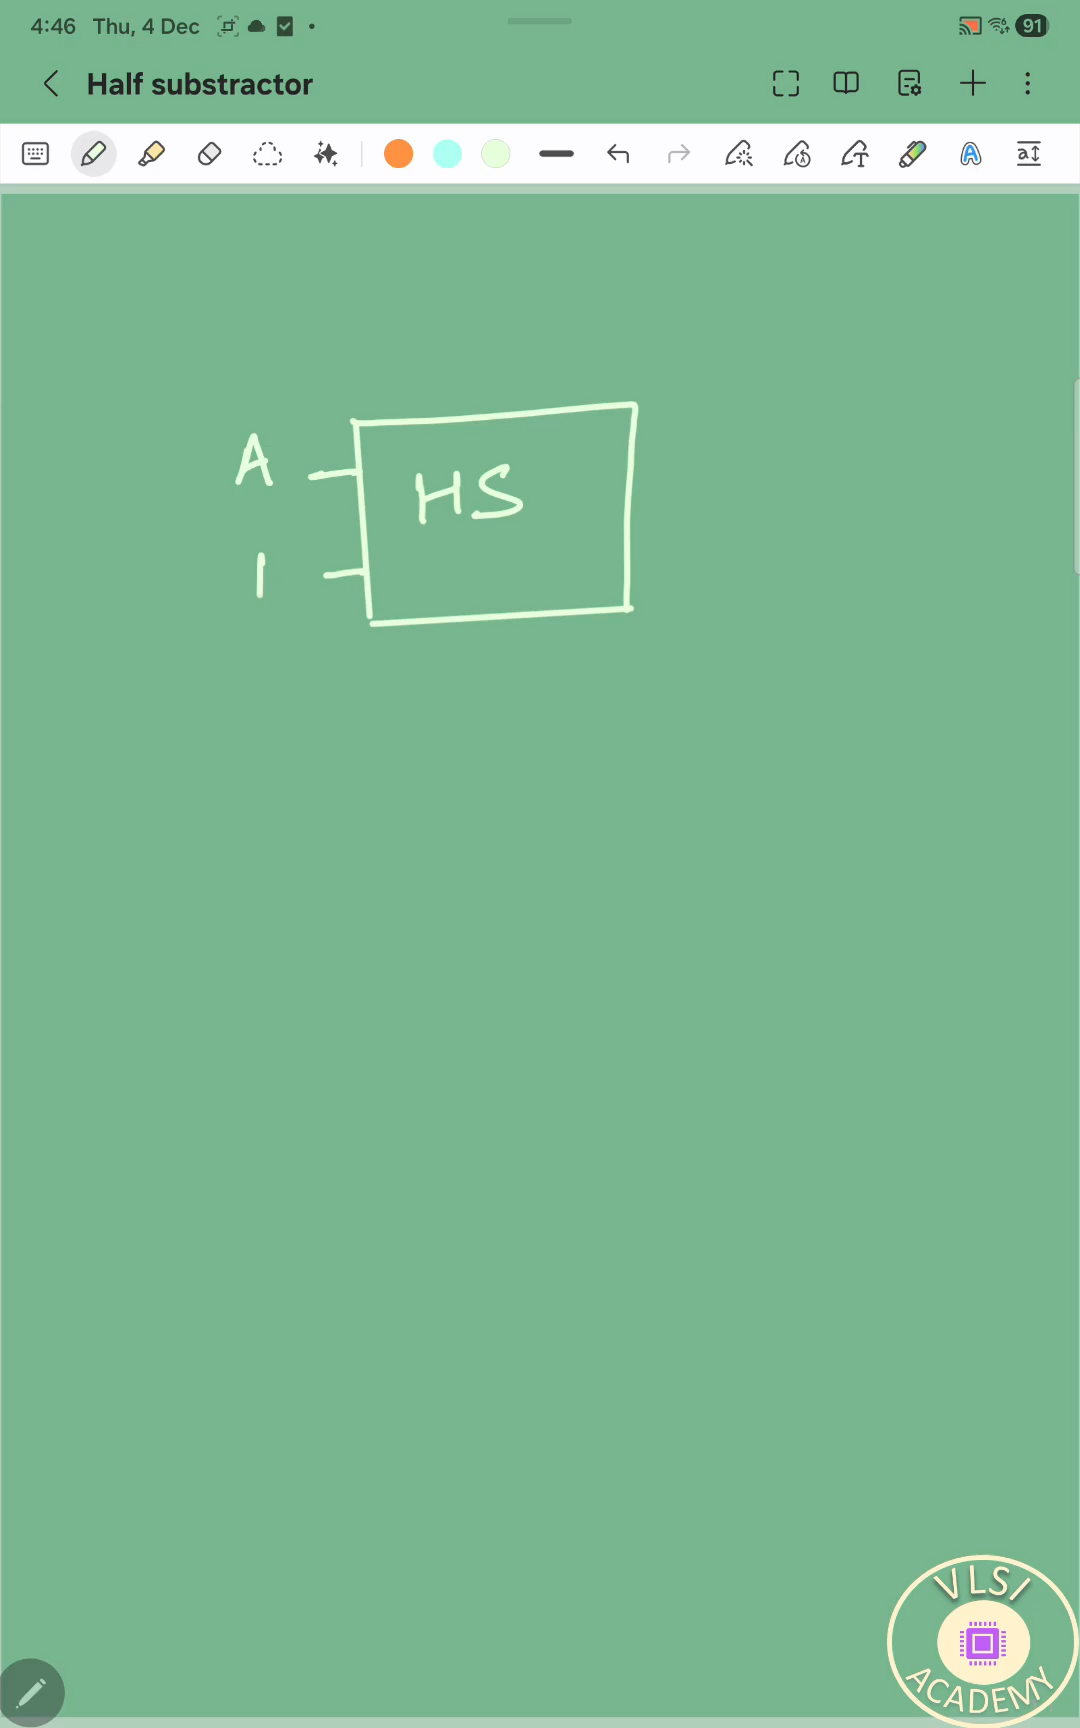 4:46 Thu, 4 Dec 91
Half substractor
A
HS
1
VLSI
ACADEMY